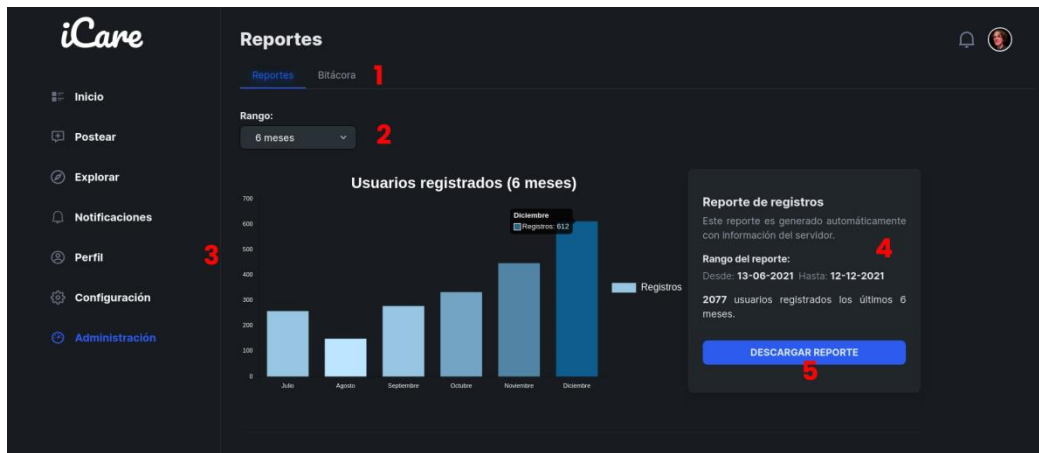 iCare
Inicio
Postear
Explorar
Notificaciones
Perfil
Configuración
Administración
3
Reportes
Reportes Bitácora 1
Rango:
6 meses 2
Usuarios registrados (6 meses)
700
600
500
400
300
200
100
0
Diciembre
Registros: 612
Julio Agosto Septiembre Octubre Noviembre Diciembre
Registros
Reporte de registros
Este reporte es generado automáticamente
con información del servidor.
4
Rango del reporte:
Desde: 13-06-2021 Hasta: 12-12-2021
2077 usuarios registrados los últimos 6
meses.
DESCARGAR REPORTE
5